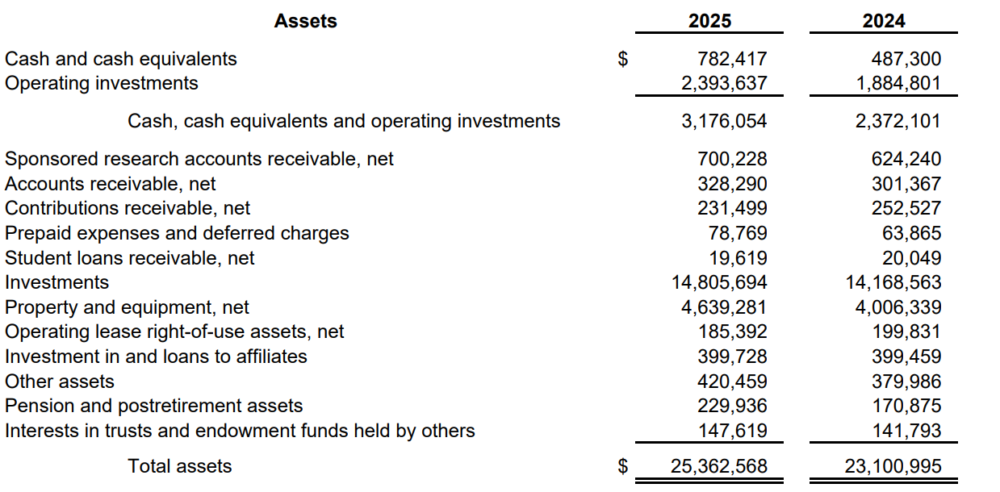 Assets 2025 2024
Cash and cash equivalents $ 782,417 487,300
Operating investments 2,393,637 1,884,801
Cash, cash equivalents and operating investments 3,176,054 2,372,101
Sponsored research accounts receivable, net 700,228 624,240
Accounts receivable, net 328,290 301,367
Contributions receivable, net 231,499 252,527
Prepaid expenses and deferred charges 78,769 63,865
Student loans receivable, net 19,619 20,049
Investments 14,805,694 14,168,563
Property and equipment, net 4,639,281 4,006,339
Operating lease right-of-use assets, net 185,392 199,831
Investment in and loans to affiliates 399,728 399,459
Other assets 420,459 379,986
Pension and postretirement assets 229,936 170,875
Interests in trusts and endowment funds held by others 147,619 141,793
Total assets $ 25,362,568 23,100,995